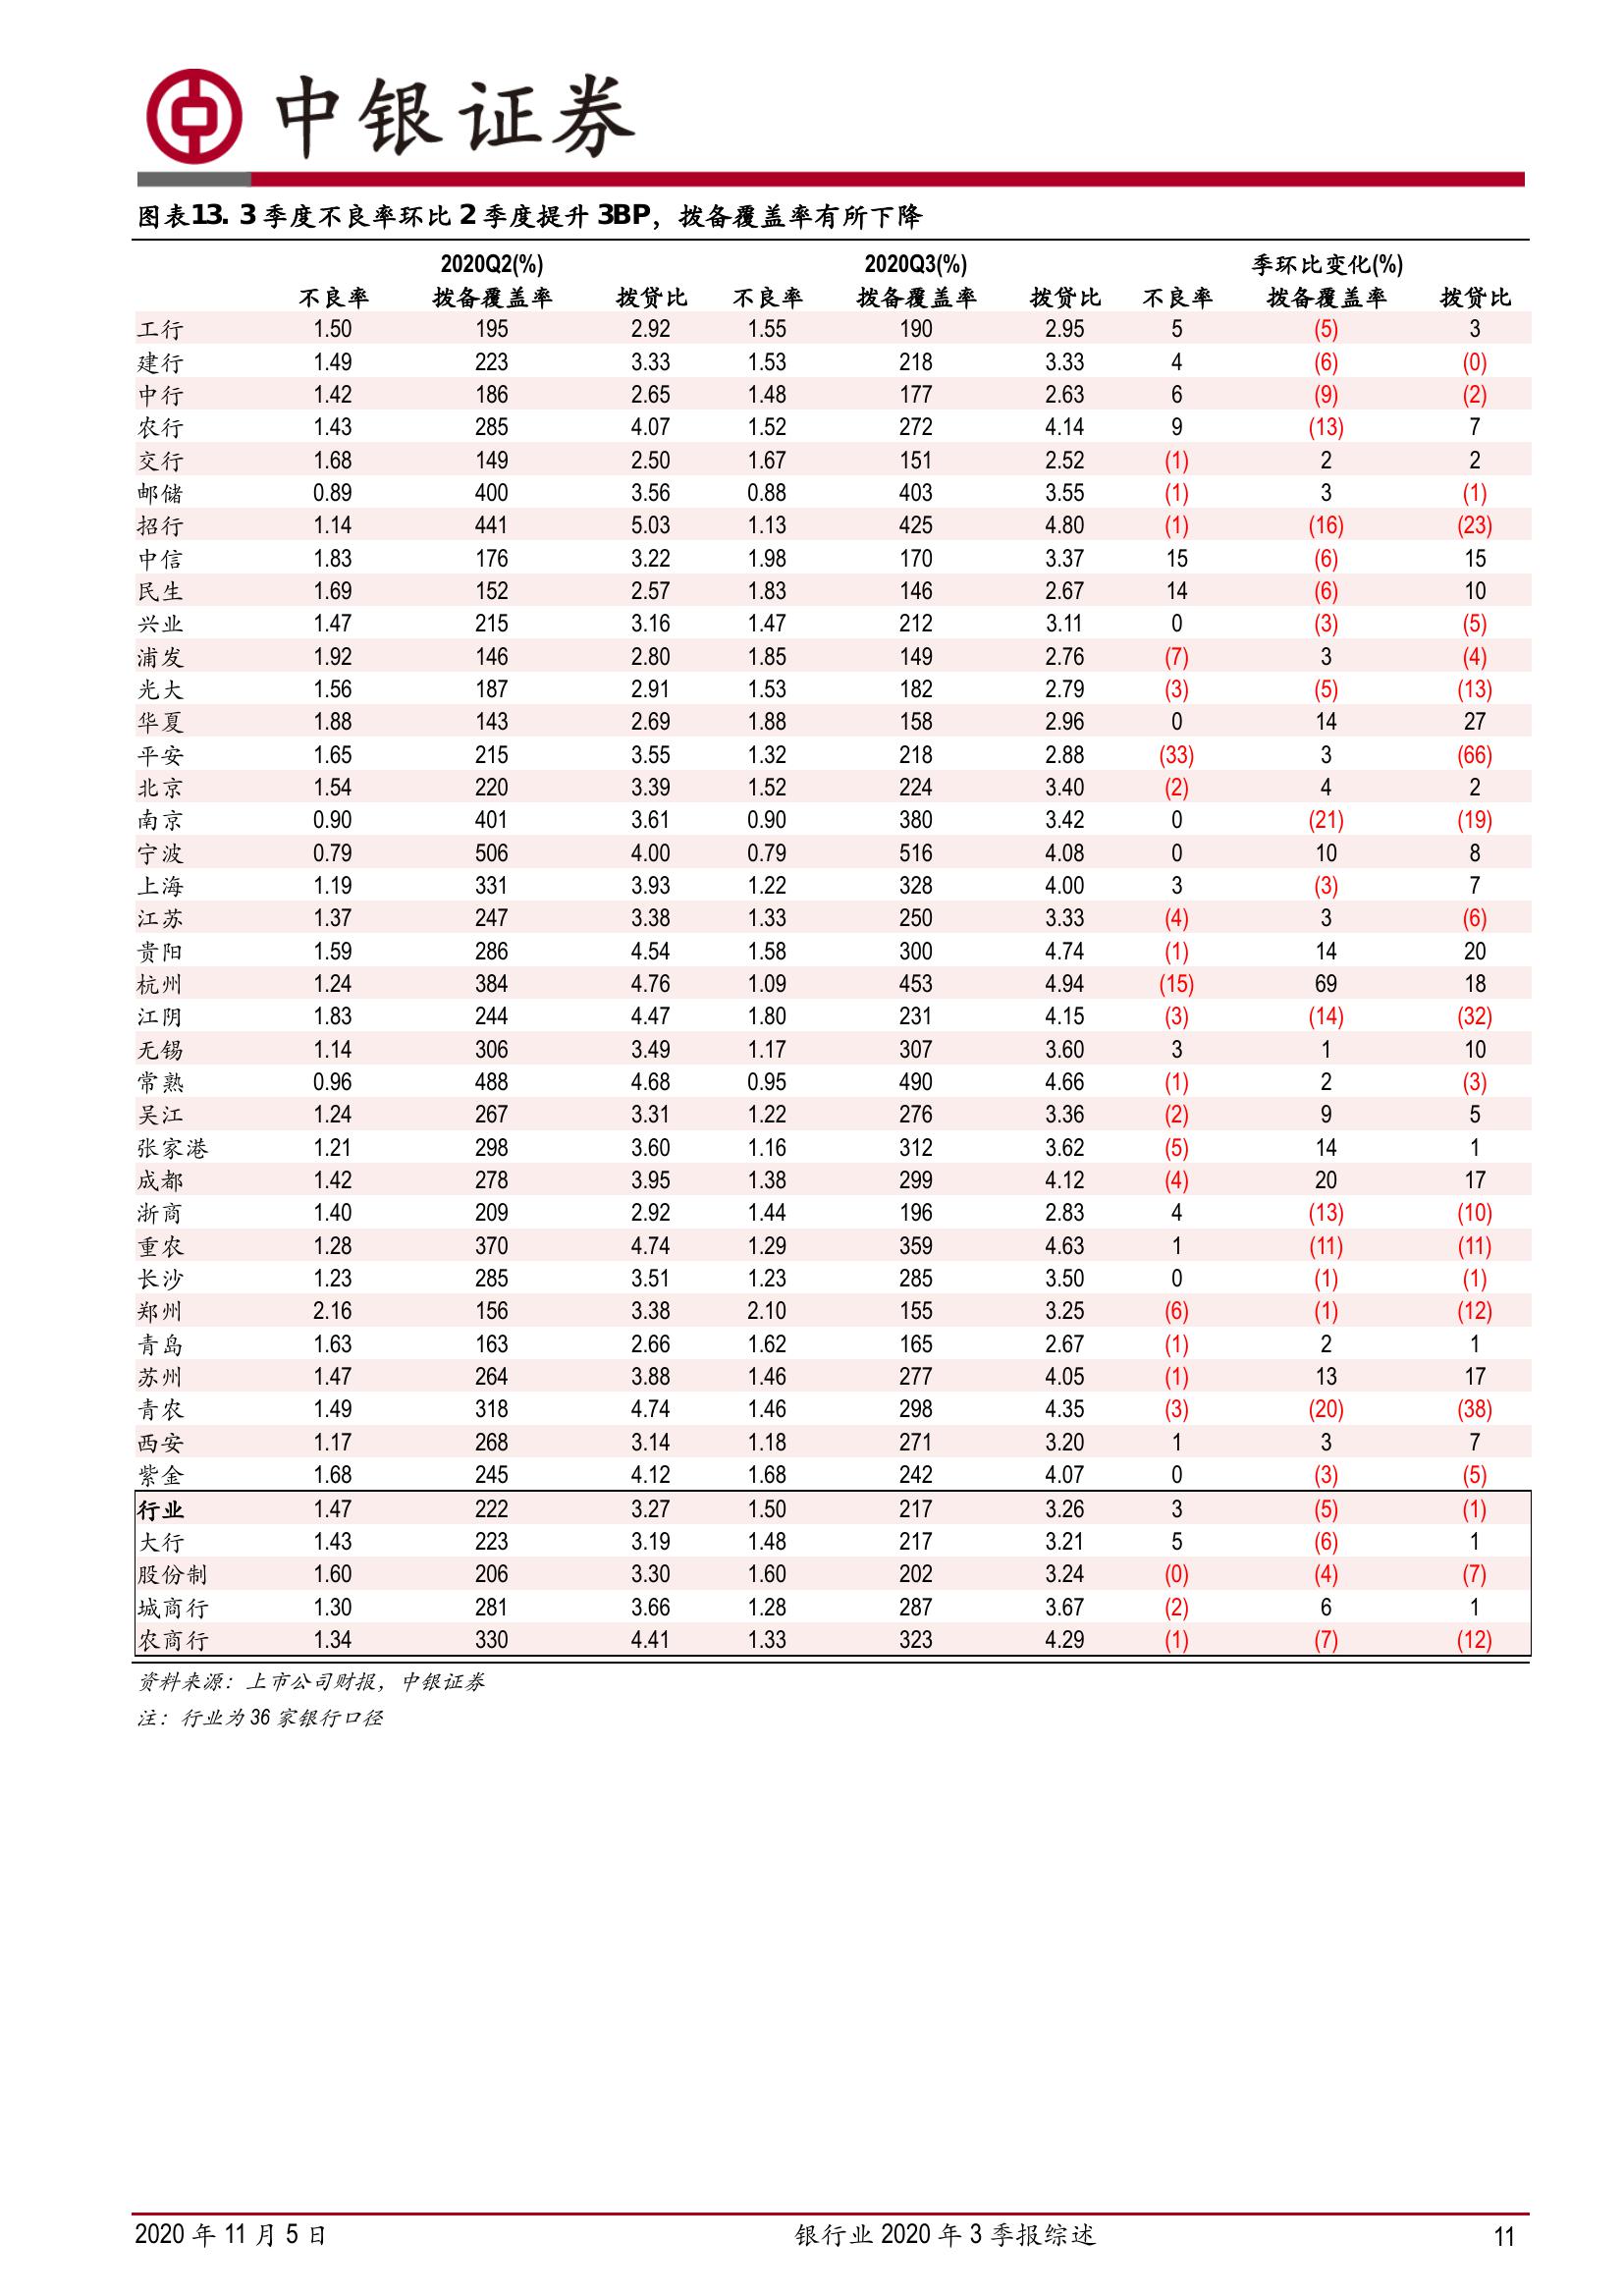 中银证券
图表13. 3季度不良率环比2季度提升3BP，拨备覆盖率有所下降
2020Q2(%) 2020Q3(%) 季环比变化(%)
不良率 拨备覆盖率 拨贷比 不良率 拨备覆盖率 拨贷比 不良率 拨备覆盖率 拨贷比
工行 1.50 195 2.92 1.55 190 2.95 5 (5) 3
建行 1.49 223 3.33 1.53 218 3.33 4 (6) (0)
中行 1.42 186 2.65 1.48 177 2.63 6 (9) (2)
农行 1.43 285 4.07 1.52 272 4.14 9 (13) 7
交行 1.68 149 2.50 1.67 151 2.52 (1) 2 2
邮储 0.89 400 3.56 0.88 403 3.55 (1) 3 (1)
招行 1.14 441 5.03 1.13 425 4.80 (1) (16) (23)
中信 1.83 176 3.22 1.98 170 3.37 15 (6) 15
民生 1.69 152 2.57 1.83 146 2.67 14 (6) 10
兴业 1.47 215 3.16 1.47 212 3.11 0 (3) (5)
浦发 1.92 146 2.80 1.85 149 2.76 (7) 3 (4)
光大 1.56 187 2.91 1.53 182 2.79 (3) (5) (13)
华夏 1.88 143 2.69 1.88 158 2.96 0 14 27
平安 1.65 215 3.55 1.32 218 2.88 (33) 3 (66)
北京 1.54 220 3.39 1.52 224 3.40 (2) 4 2
南京 0.90 401 3.61 0.90 380 3.42 0 (21) (19)
宁波 0.79 506 4.00 0.79 516 4.08 0 10 8
上海 1.19 331 3.93 1.22 328 4.00 3 (3) 7
江苏 1.37 247 3.38 1.33 250 3.33 (4) 3 (6)
贵阳 1.59 286 4.54 1.58 300 4.74 (1) 14 20
杭州 1.24 384 4.76 1.09 453 4.94 (15) 69 18
江阴 1.83 244 4.47 1.80 231 4.15 (3) (14) (32)
无锡 1.14 306 3.49 1.17 307 3.60 3 1 10
常熟 0.96 488 4.68 0.95 490 4.66 (1) 2 (3)
吴江 1.24 267 3.31 1.22 276 3.36 (2) 9 5
张家港 1.21 298 3.60 1.16 312 3.62 (5) 14 1
成都 1.42 278 3.95 1.38 299 4.12 (4) 20 17
浙商 1.40 209 2.92 1.44 196 2.83 4 (13) (10)
重农 1.28 370 4.74 1.29 359 4.63 1 (11) (11)
长沙 1.23 285 3.51 1.23 285 3.50 0 (1) (1)
郑州 2.16 156 3.38 2.10 155 3.25 (6) (1) (12)
青岛 1.63 163 2.66 1.62 165 2.67 (1) 2 1
苏州 1.47 264 3.88 1.46 277 4.05 (1) 13 17
青农 1.49 318 4.74 1.46 298 4.35 (3) (20) (38)
西安 1.17 268 3.14 1.18 271 3.20 1 3 7
紫金 1.68 245 4.12 1.68 242 4.07 0 (3) (5)
行业 1.47 222 3.27 1.50 217 3.26 3 (5) (1)
大行 1.43 223 3.19 1.48 217 3.21 5 (6) 1
股份制 1.60 206 3.30 1.60 202 3.24 (0) (4) (7)
城商行 1.30 281 3.66 1.28 287 3.67 (2) 6 1
农商行 1.34 330 4.41 1.33 323 4.29 (1) (7) (12)
资料来源：上市公司财报，中银证券
注：行业为36家银行口径
2020年11月5日 银行业2020年3季报综述 11